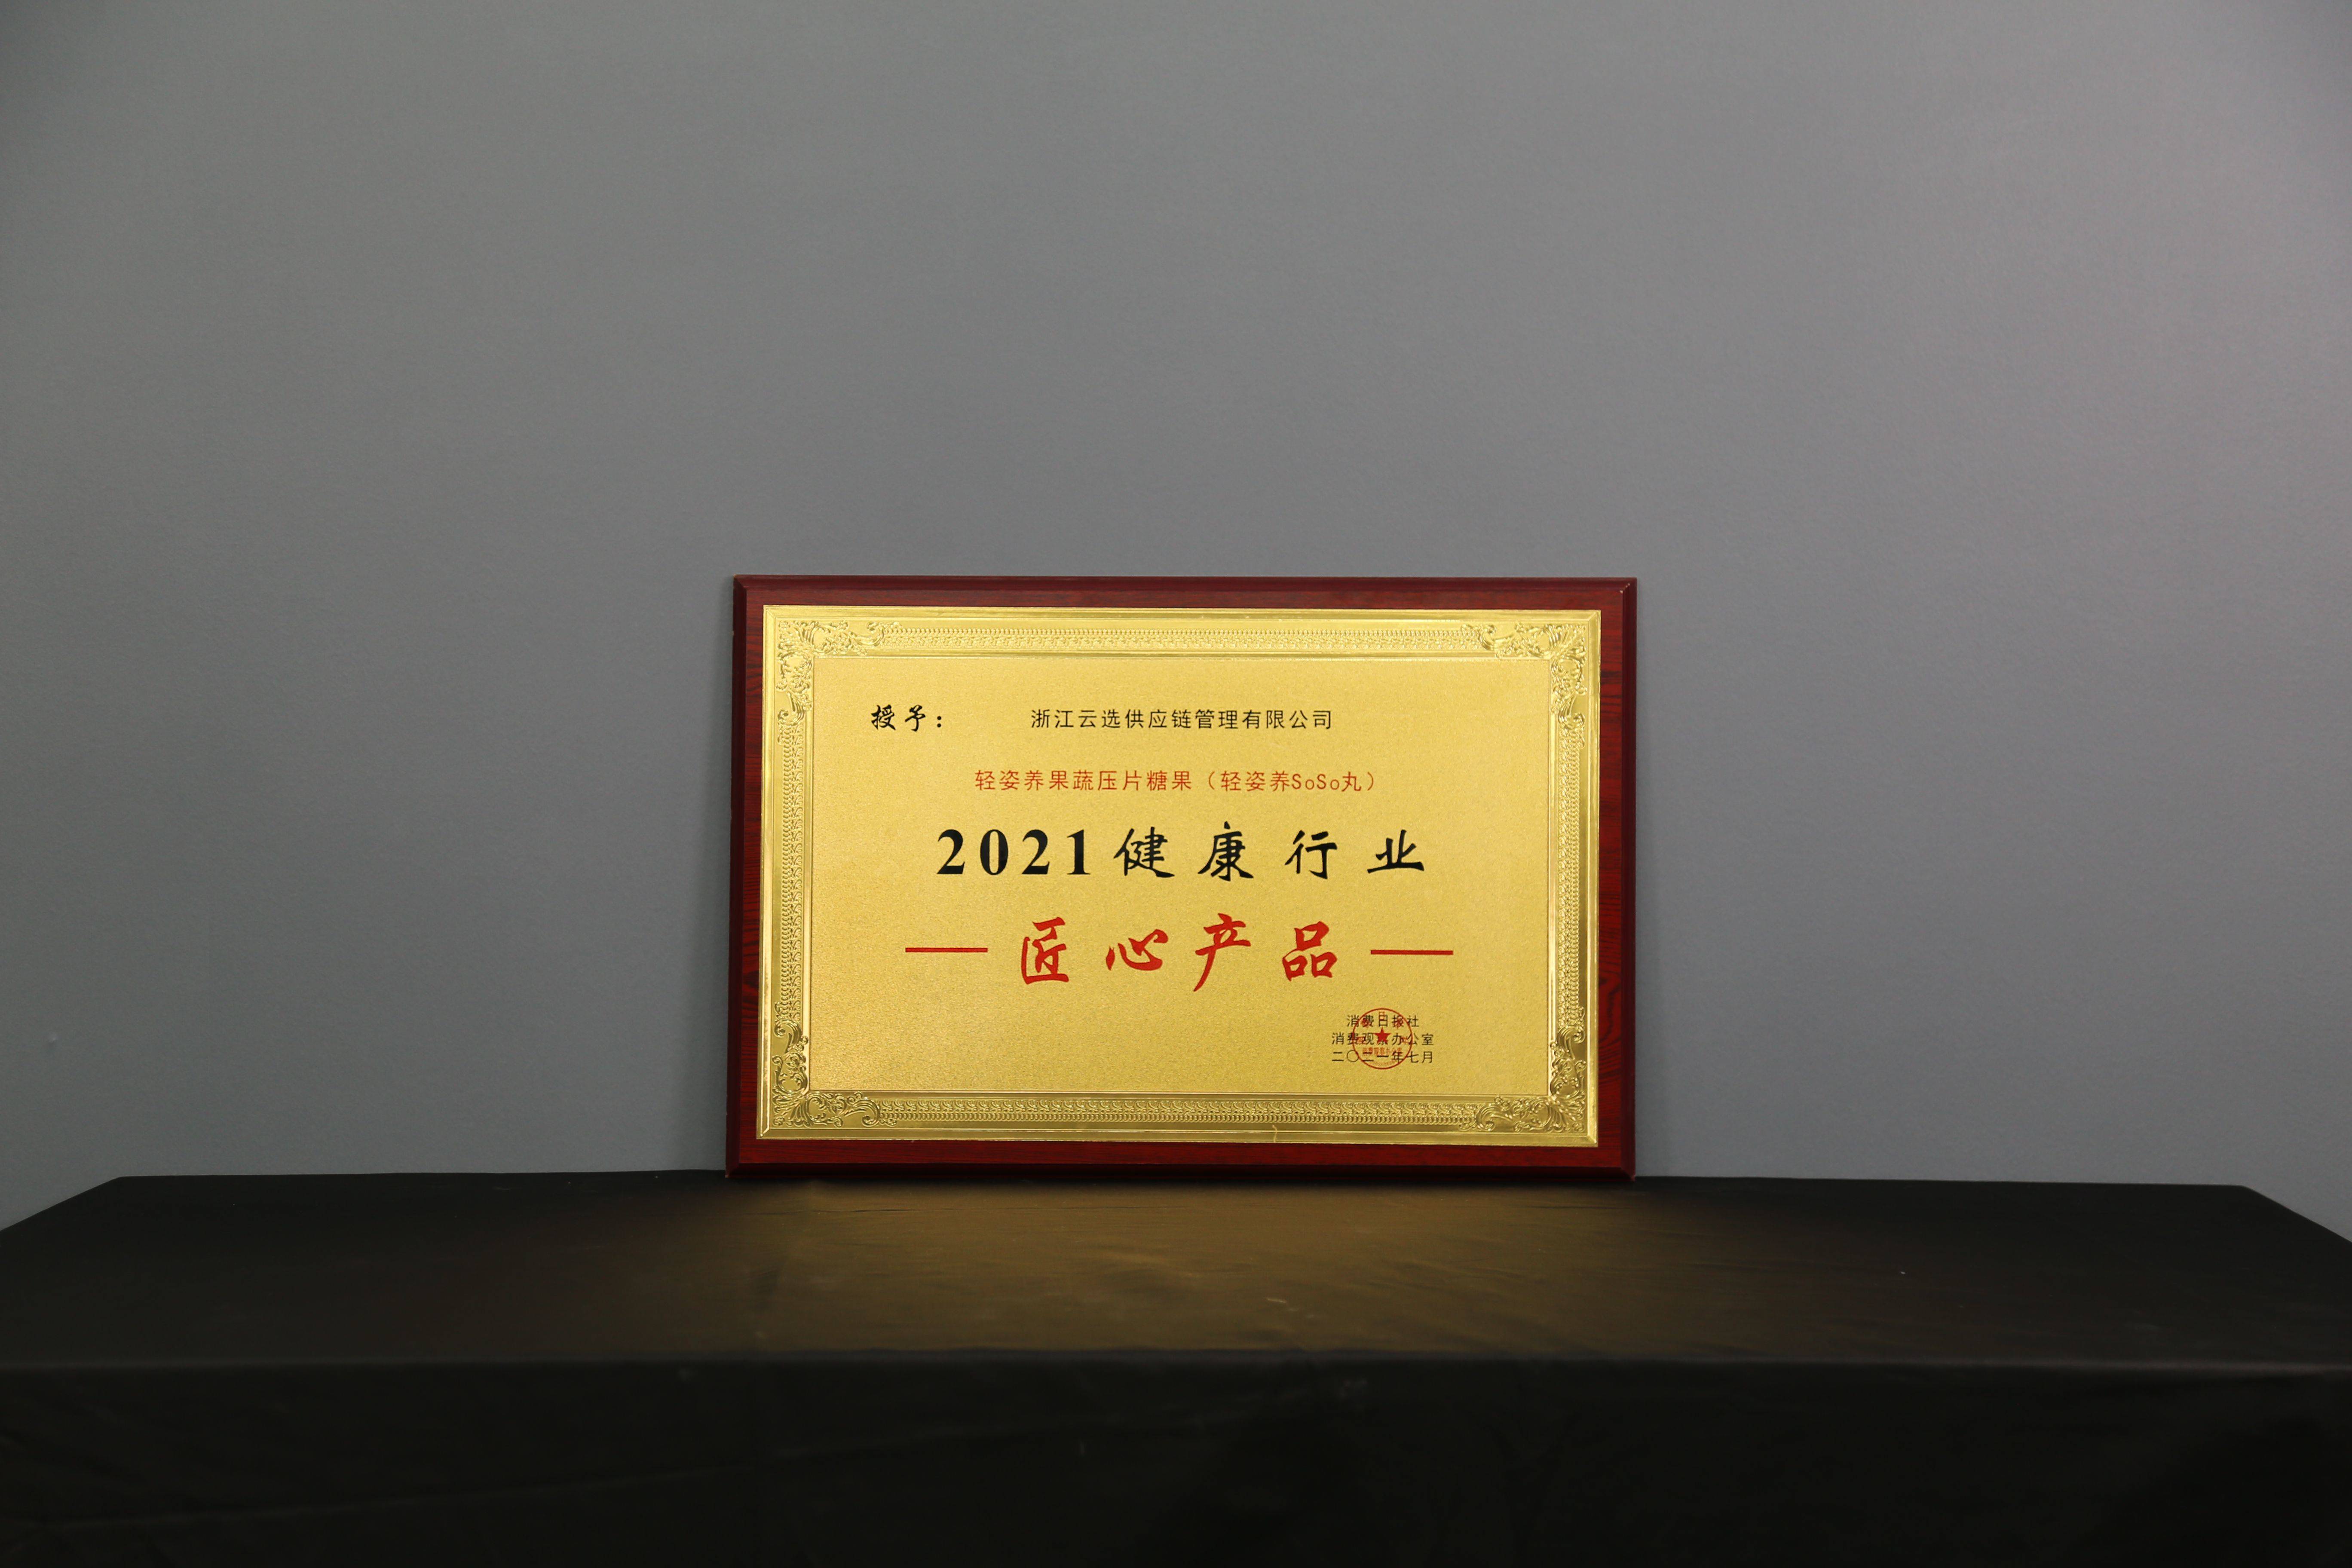 授予： 浙江云选供应链管理有限公司
轻姿养果蔬压片糖果（轻姿养SoSo丸）
2021健康行业
匠心产品
消费日报社
消费观察办公室
二〇二一年七月